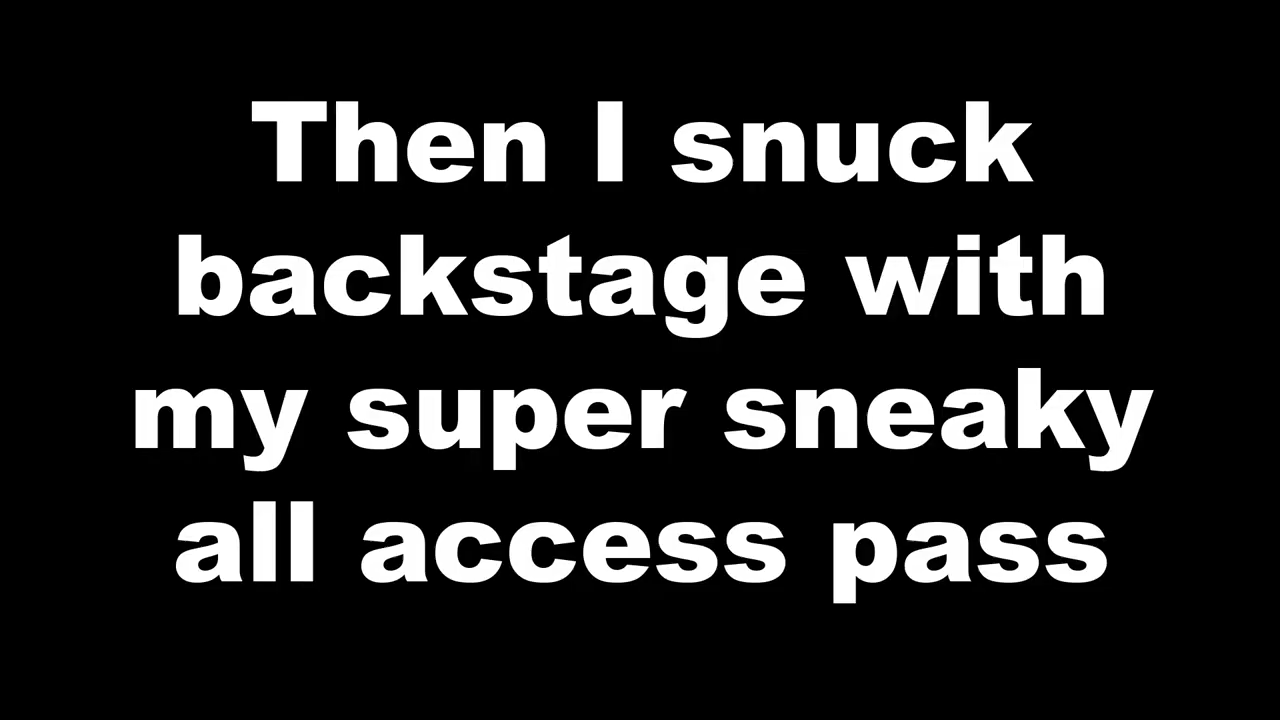 Then I snuck
backstage with
my super sneaky
all access pass